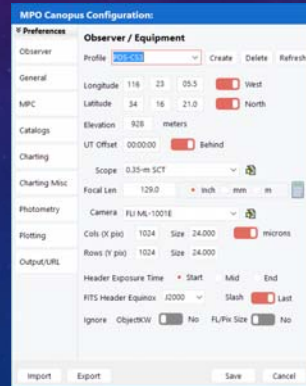 MPO Canopus Configuration:
Preferences
Observer
General
MPC
Catalogs
Charting
Charting Misc
Photometry
Plotting
Output/URL
Observer / Equipment
Profile PDS-CS3 Create Delete Refresh
Longitude 116 23 05.5 West
Latitude 34 16 21.0 North
Elevation 928 meters
UT Offset 00:00:00 Behind
Scope 0.35-m SCT
Focal Len 129.0 Inch mm m
Camera FLI ML-1001E
Cols (X pix) 1024 Size 24.000 microns
Rows (Y pix) 1024 Size 24.000
Header Exposure Time Start Mid End
FITS Header Equinox J2000 Slash Last
Ignore ObjectKW No FL/Pix Size No
Import Export Save Cancel